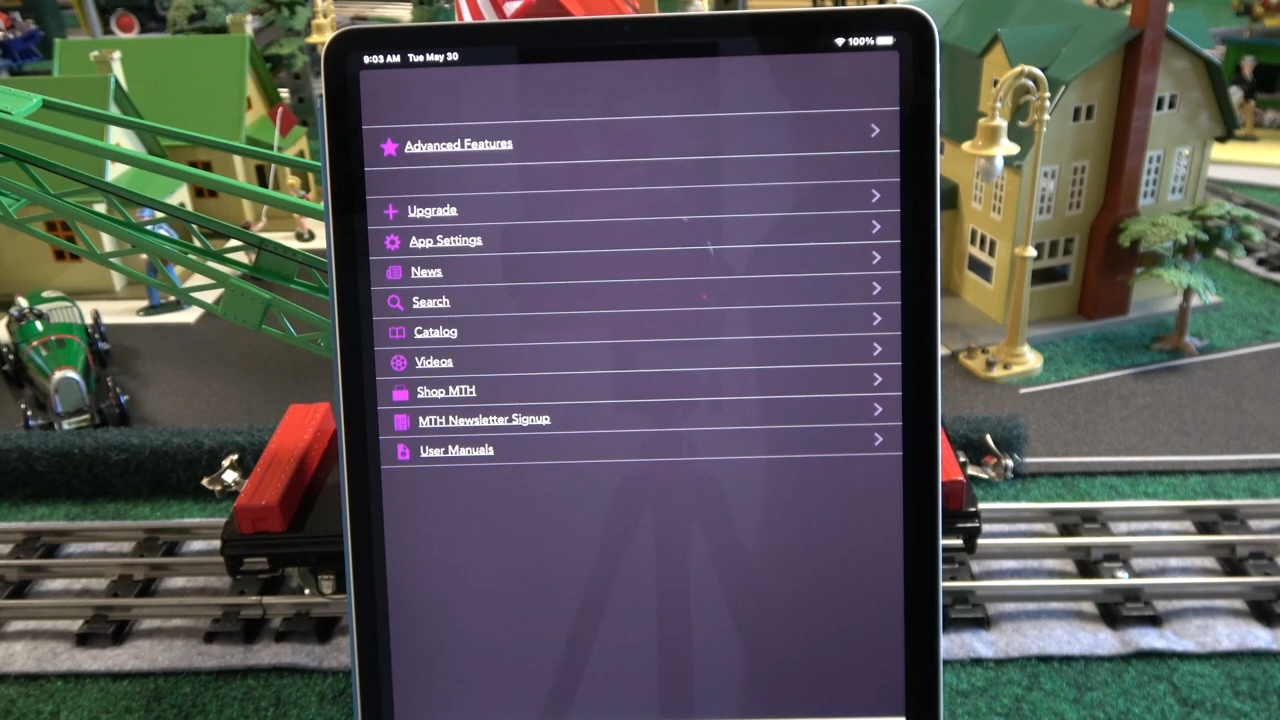 9:03 AM Tue May 30
100%
Advanced Features
Upgrade
App Settings
News
Search
Catalog
Videos
Shop MTH
MTH Newsletter Signup
User Manuals